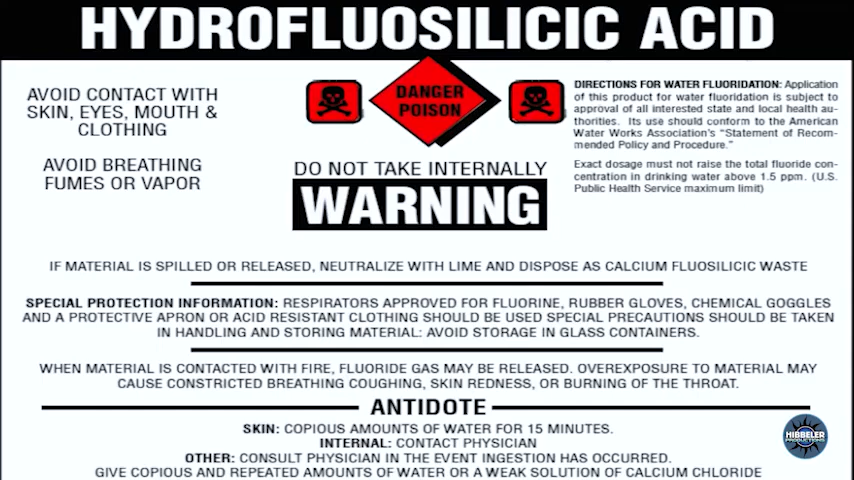 HYDROFLUOSILICIC ACID
AVOID CONTACT WITH
SKIN, EYES, MOUTH &
CLOTHING
AVOID BREATHING
FUMES OR VAPOR
DANGER
POISON
DO NOT TAKE INTERNALLY
WARNING
DIRECTIONS FOR WATER FLUORIDATION: Application
of this product for water fluoridation is subject to
approval of all interested state and local health au-
thorities. Its use should conform to the American
Water Works Association's "Statement of Recom-
mended Policy and Procedure."
Exact dosage must not raise the total fluoride con-
centration in drinking water above 1.5 ppm. (U.S.
Public Health Service maximum limit)
IF MATERIAL IS SPILLED OR RELEASED, NEUTRALIZE WITH LIME AND DISPOSE AS CALCIUM FLUOSILICIC WASTE
SPECIAL PROTECTION INFORMATION: RESPIRATORS APPROVED FOR FLUORINE, RUBBER GLOVES, CHEMICAL GOGGLES
AND A PROTECTIVE APRON OR ACID RESISTANT CLOTHING SHOULD BE USED SPECIAL PRECAUTIONS SHOULD BE TAKEN
IN HANDLING AND STORING MATERIAL: AVOID STORAGE IN GLASS CONTAINERS.
WHEN MATERIAL IS CONTACTED WITH FIRE, FLUORIDE GAS MAY BE RELEASED. OVEREXPOSURE TO MATERIAL MAY
CAUSE CONSTRICTED BREATHING COUGHING, SKIN REDNESS, OR BURNING OF THE THROAT.
ANTIDOTE
SKIN: COPIOUS AMOUNTS OF WATER FOR 15 MINUTES.
INTERNAL: CONTACT PHYSICIAN
OTHER: CONSULT PHYSICIAN IN THE EVENT INGESTION HAS OCCURRED.
GIVE COPIOUS AND REPEATED AMOUNTS OF WATER OR A WEAK SOLUTION OF CALCIUM CHLORIDE
HIBBELER
PRODUCTIONS